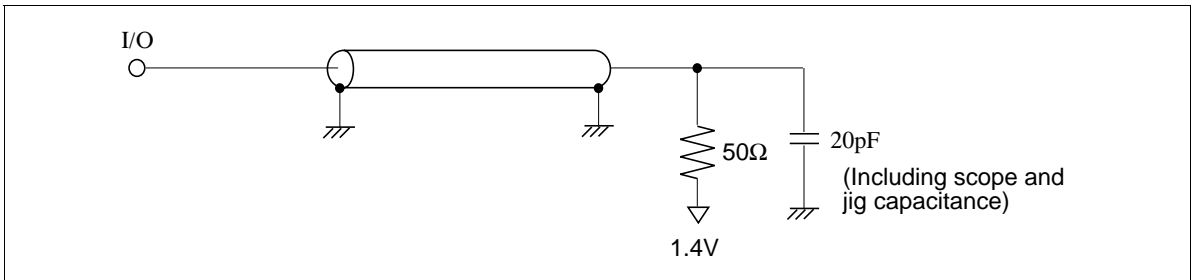 I/O
50Ω
20pF
(Including scope and
jig capacitance)
1.4V